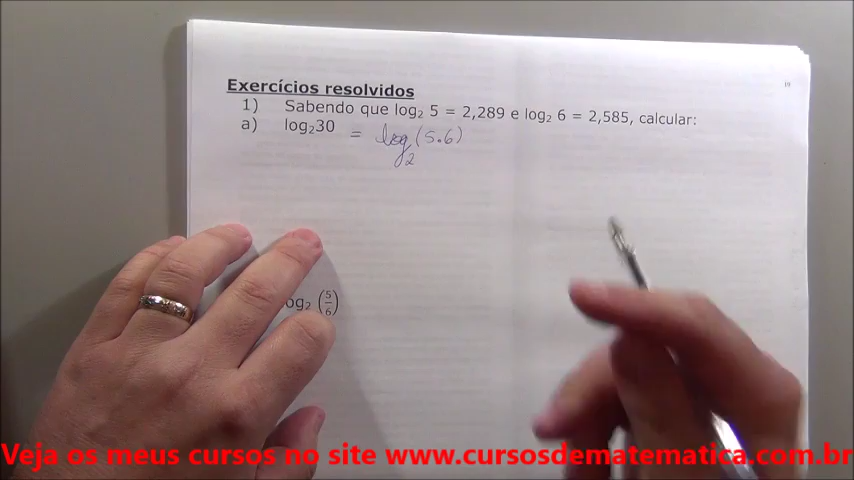 19
Exercícios resolvidos
1) Sabendo que log₂ 5 = 2,289 e log₂ 6 = 2,585, calcular:
a) log₂30 = log₂(5.6)
log₂ (5/6)
Veja os meus cursos no site www.cursosdematematica.com.br